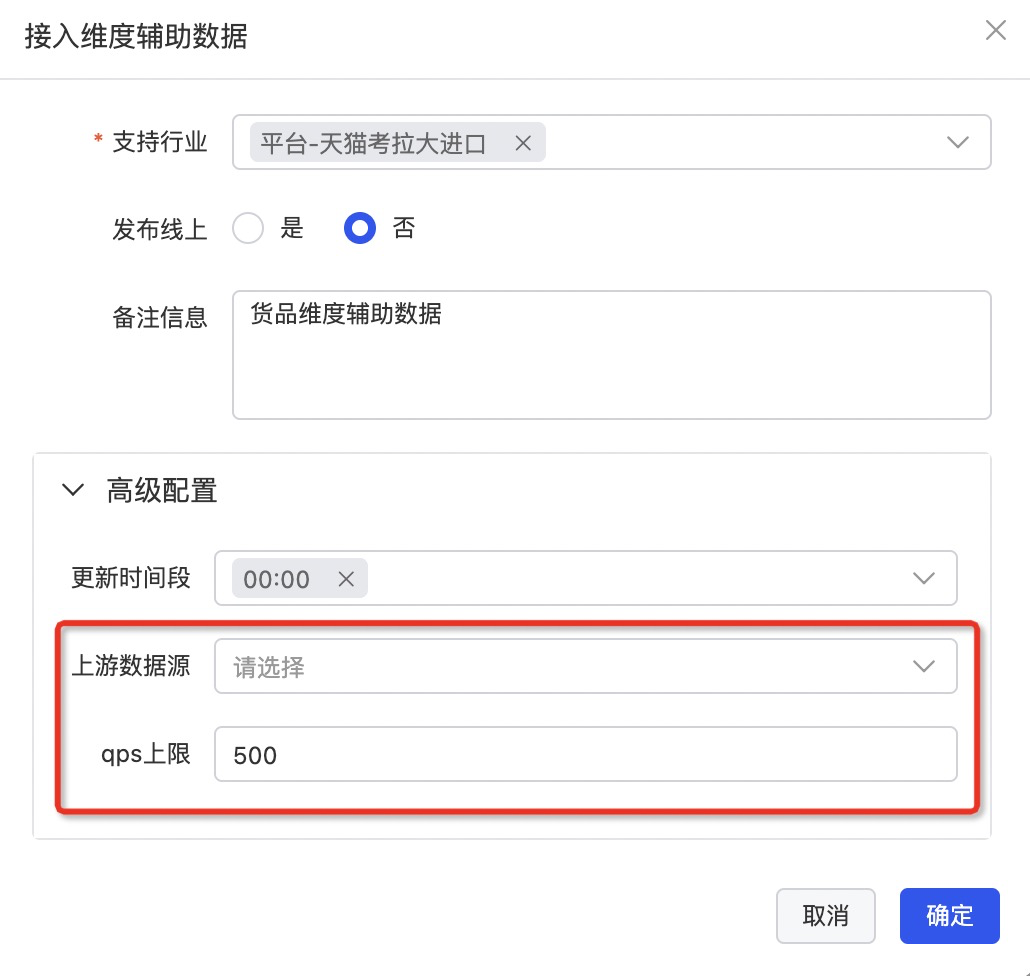 接入维度辅助数据
* 支持行业 平台-天猫考拉大进口
发布线上 是 否
备注信息 货品维度辅助数据
高级配置
更新时间段 00:00
上游数据源 请选择
qps上限 500
取消 确定